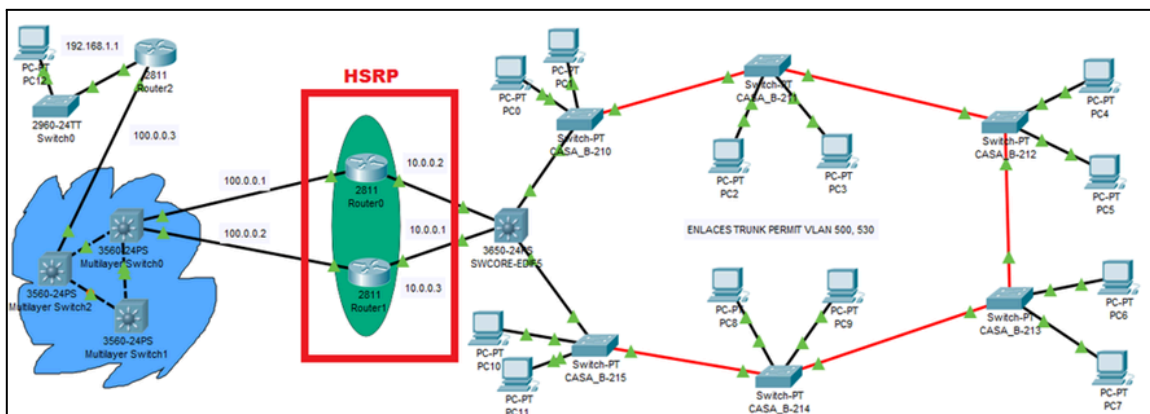 192.168.1.1
PC-PT
PC12
2811
Router2
2960-24TT
Switch0
100.0.0.3
100.0.0.1
100.0.0.2
3560-24PS
Multilayer Switch0
3560-24PS
Multilayer Switch2
3560-24PS
Multilayer Switch1
HSRP
10.0.0.2
2811
Router0
10.0.0.1
2811
Router1
10.0.0.3
3650-24PS
SWCORE-EDIF5
PC-PT
PC0
PC-PT
PC1
Switch-PT
CASA_B-210
Switch-PT
CASA_B-211
PC-PT
PC2
PC-PT
PC3
PC-PT
PC4
Switch-PT
CASA_B-212
PC-PT
PC5
ENLACES TRUNK PERMIT VLAN 500, 530
PC-PT
PC6
Switch-PT
CASA_B-213
PC-PT
PC7
PC-PT
PC8
PC-PT
PC9
Switch-PT
CASA_B-214
PC-PT
PC10
PC-PT
PC11
Switch-PT
CASA_B-215